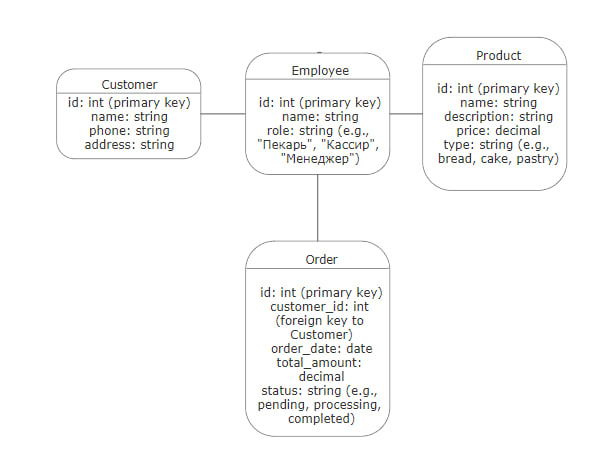 Customer
id: int (primary key)
name: string
phone: string
address: string
Employee
id: int (primary key)
name: string
role: string (e.g.,
"Пекарь", "Кассир",
"Менеджер")
Product
id: int (primary key)
name: string
description: string
price: decimal
type: string (e.g.,
bread, cake, pastry)
Order
id: int (primary key)
customer_id: int
(foreign key to
Customer)
order_date: date
total_amount:
decimal
status: string (e.g.,
pending, processing,
completed)